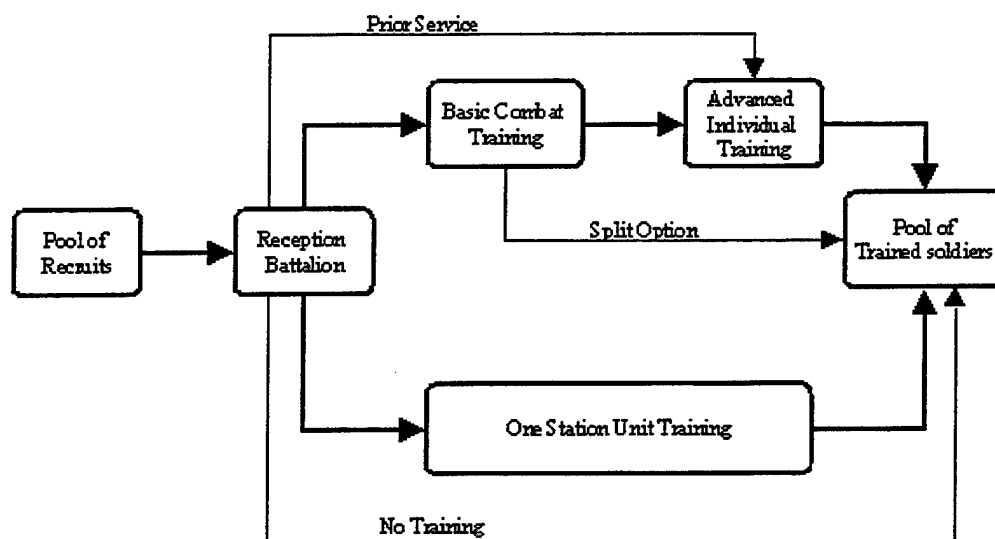 Prior Service
Basic Combat
Training
Advanced
Individual
Training
Pool of
Recruits
Reception
Battalion
Split Option
Pool of
Trained soldiers
One Station Unit Training
No Training